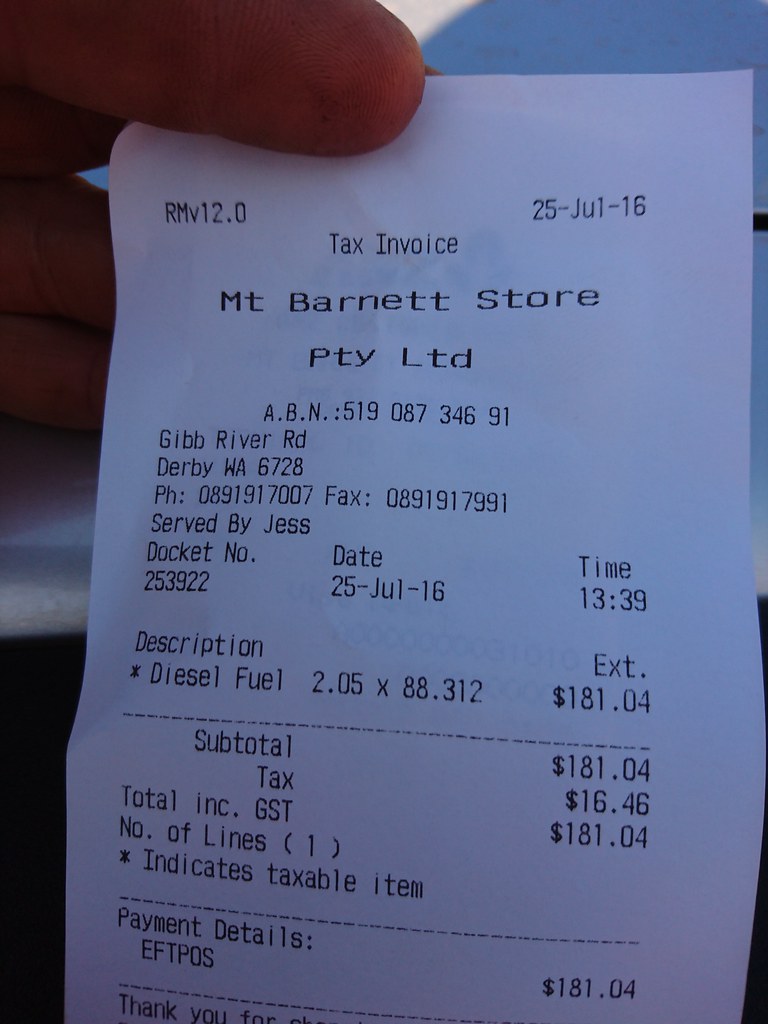 RMv12.0 25-Jul-16
Tax Invoice
Mt Barnett Store
Pty Ltd
A.B.N.:519 087 346 91
Gibb River Rd
Derby WA 6728
Ph: 0891917007 Fax: 0891917991
Served By Jess
Docket No. Date Time
253922 25-Jul-16 13:39
Description Ext.
* Diesel Fuel 2.05 x 88.312 $181.04
Subtotal $181.04
Tax $16.46
Total inc. GST $181.04
No. of Lines ( 1 )
* Indicates taxable item
Payment Details:
EFTPOS $181.04
Thank you for